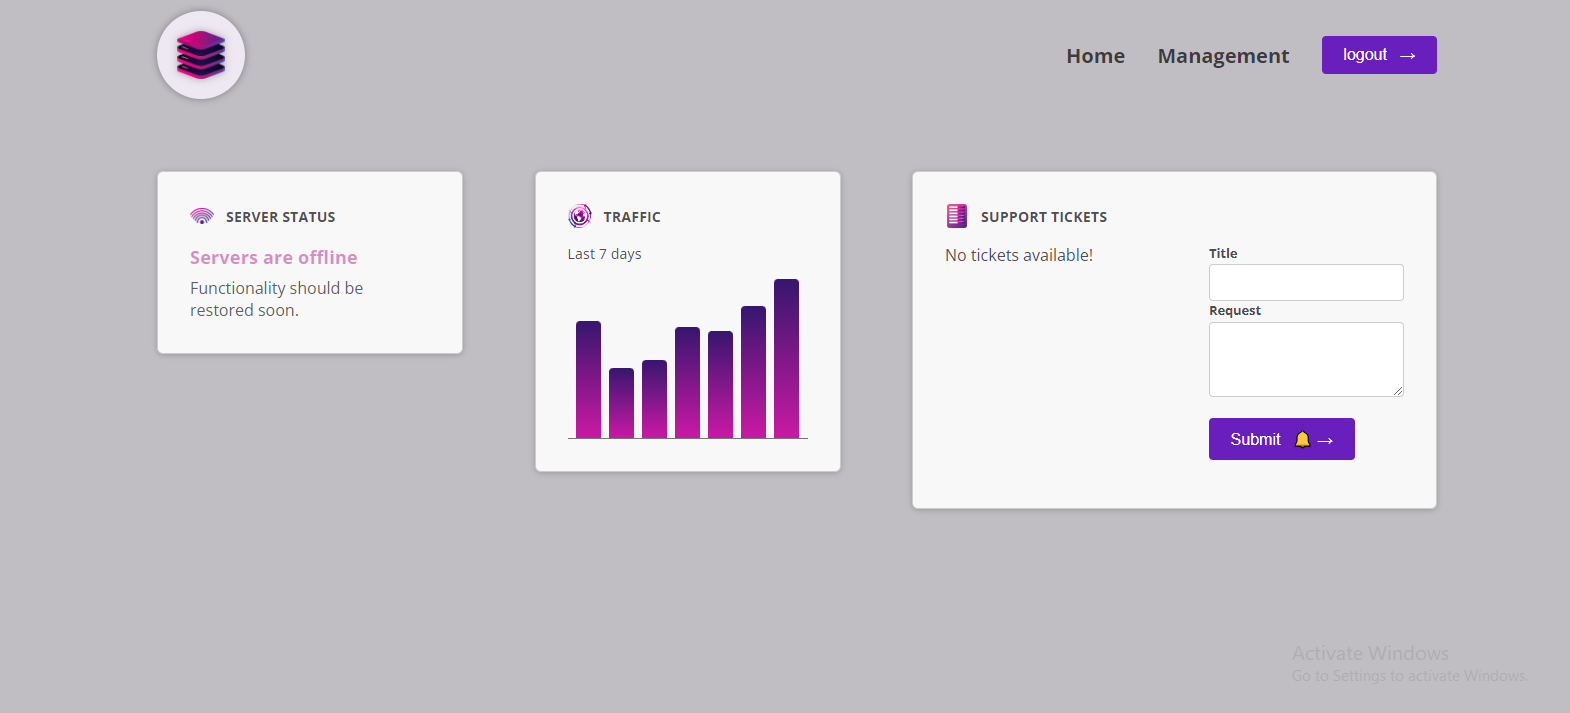 Home Management logout →
SERVER STATUS
Servers are offline
Functionality should be
restored soon.
TRAFFIC
Last 7 days
SUPPORT TICKETS
No tickets available!
Title
Request
Submit 🔔→
Activate Windows
Go to Settings to activate Windows.